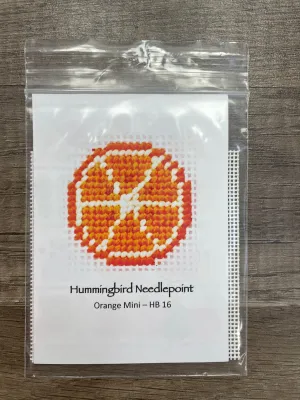 Hummingbird Needlepoint
Orange Mini – HB 16